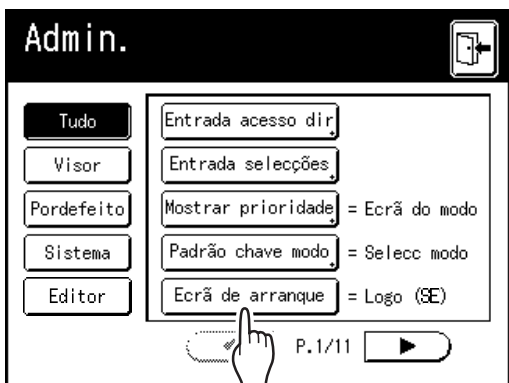 Admin.
Tudo
Visor
Pordefeito
Sistema
Editor
Entrada acesso dir
Entrada selecções
Mostrar prioridade = Ecrã do modo
Padrão chave modo = Selecc modo
Ecrã de arranque = Logo (SE)
P.1/11